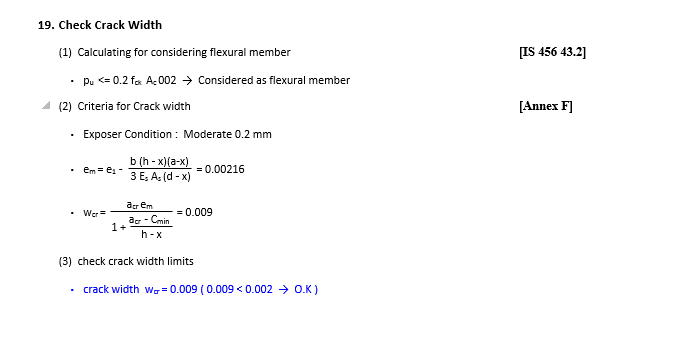 19. Check Crack Width
(1) Calculating for considering flexural member [IS 456 43.2]
• pu <= 0.2 fck Ac 002 → Considered as flexural member
(2) Criteria for Crack width [Annex F]
• Exposer Condition : Moderate 0.2 mm
• em = e1 - b (h - x)(a-x) / 3 Es As (d - x) = 0.00216
• wcr = acr em / 1 + acr - Cmin / h - x = 0.009
(3) check crack width limits
• crack width wcr = 0.009 ( 0.009 < 0.002 → O.K )